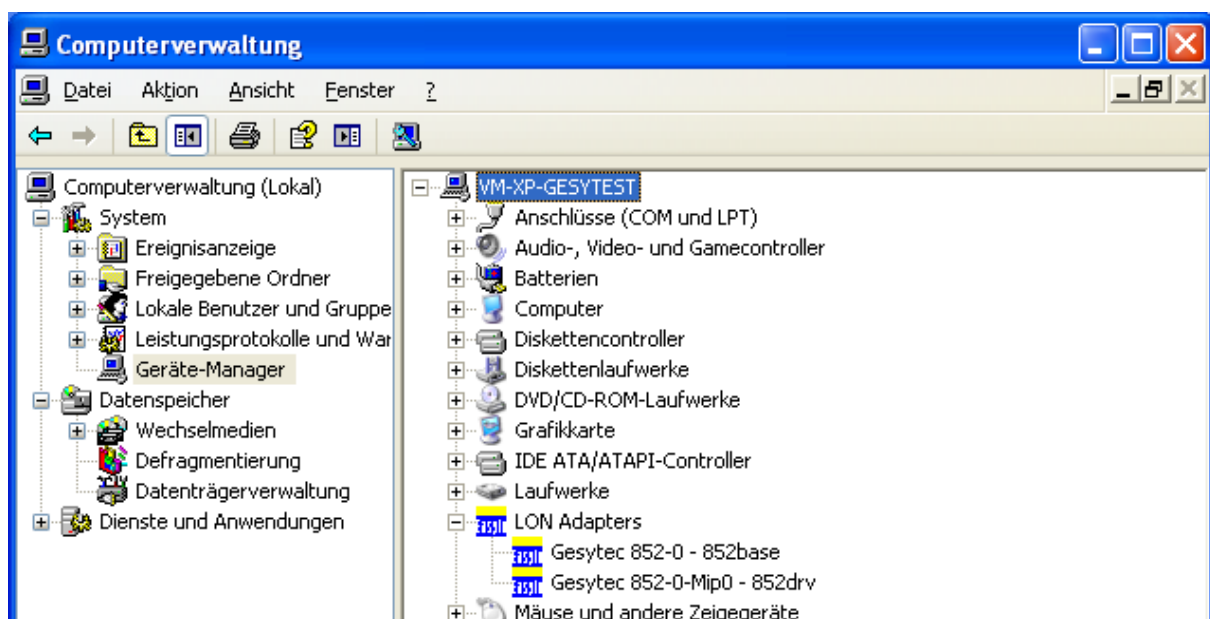 Computerverwaltung
Datei Aktion Ansicht Fenster ?
Computerverwaltung (Lokal)
System
Ereignisanzeige
Freigegebene Ordner
Lokale Benutzer und Gruppe
Leistungsprotokolle und War
Geräte-Manager
Datenspeicher
Wechselmedien
Defragmentierung
Datenträgerverwaltung
Dienste und Anwendungen
VM-XP-GESYTEST
Anschlüsse (COM und LPT)
Audio-, Video- und Gamecontroller
Batterien
Computer
Diskettencontroller
Diskettenlaufwerke
DVD/CD-ROM-Laufwerke
Grafikkarte
IDE ATA/ATAPI-Controller
Laufwerke
LON Adapters
Gesytec 852-0 - 852base
Gesytec 852-0-Mip0 - 852drv
Mäuse und andere Zeigegeräte